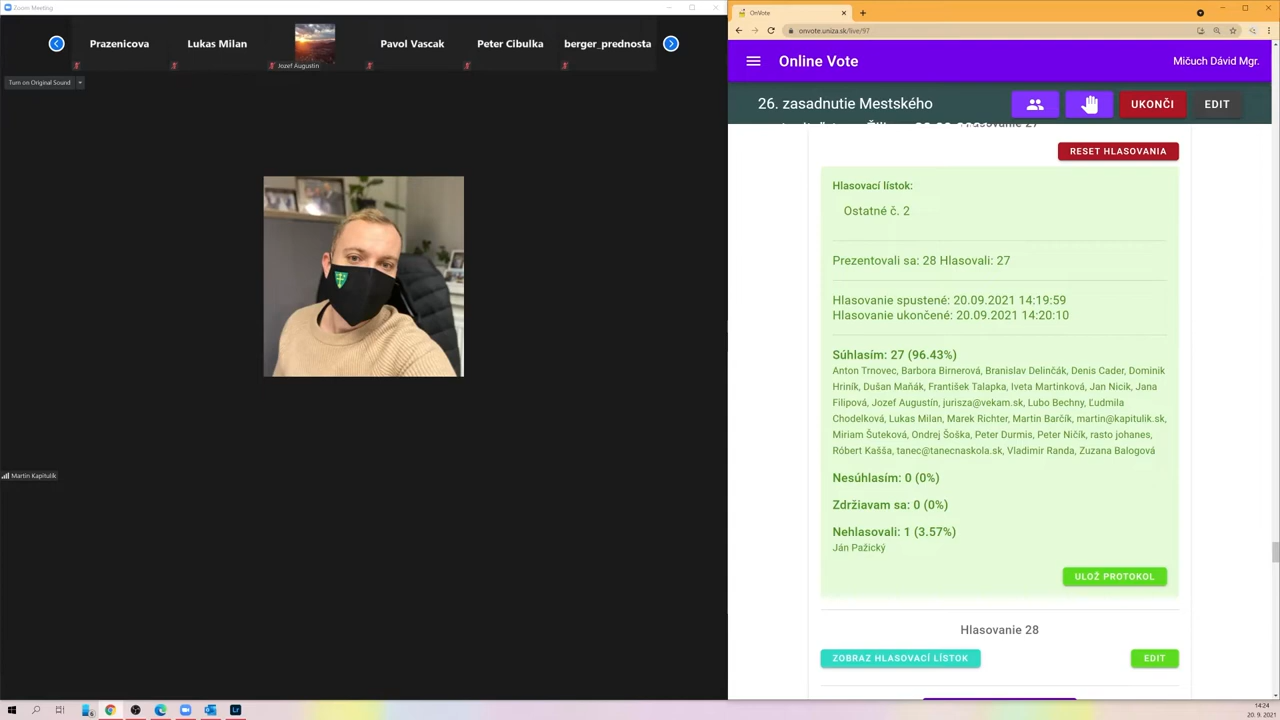 Zoom Meeting
Prazenicova
Lukas Milan
Jozef Augustin
Pavol Vascak
Peter Cibulka
berger_prednosta
Turn on Original Sound
Martin Kapitulik
OnVote
onvote.uniza.sk/live/97
Online Vote
Mičuch Dávid Mgr.
26. zasadnutie Mestského
UKONČI
EDIT
Hlasovanie 27
RESET HLASOVANIA
Hlasovací lístok:
Ostatné č. 2
Prezentovali sa: 28 Hlasovali: 27
Hlasovanie spustené: 20.09.2021 14:19:59
Hlasovanie ukončené: 20.09.2021 14:20:10
Súhlasím: 27 (96.43%)
Anton Trnovec, Barbora Birnerová, Branislav Delinčák, Denis Cader, Dominik
Hriník, Dušan Maňák, František Talapka, Iveta Martinková, Jan Nicik, Jana
Filipová, Jozef Augustín, jurisza@vekam.sk, Lubo Bechny, Ľudmila
Chodelková, Lukas Milan, Marek Richter, Martin Barčík, martin@kapitulik.sk,
Miriam Šuteková, Ondrej Šoška, Peter Durmis, Peter Ničík, rasto johanes,
Róbert Kašša, tanec@tanecnaskola.sk, Vladimir Randa, Zuzana Balogová
Nesúhlasím: 0 (0%)
Zdržiavam sa: 0 (0%)
Nehlasovali: 1 (3.57%)
Ján Pažický
ULOŽ PROTOKOL
Hlasovanie 28
ZOBRAZ HLASOVACÍ LÍSTOK
EDIT
14:24
20. 9. 2021